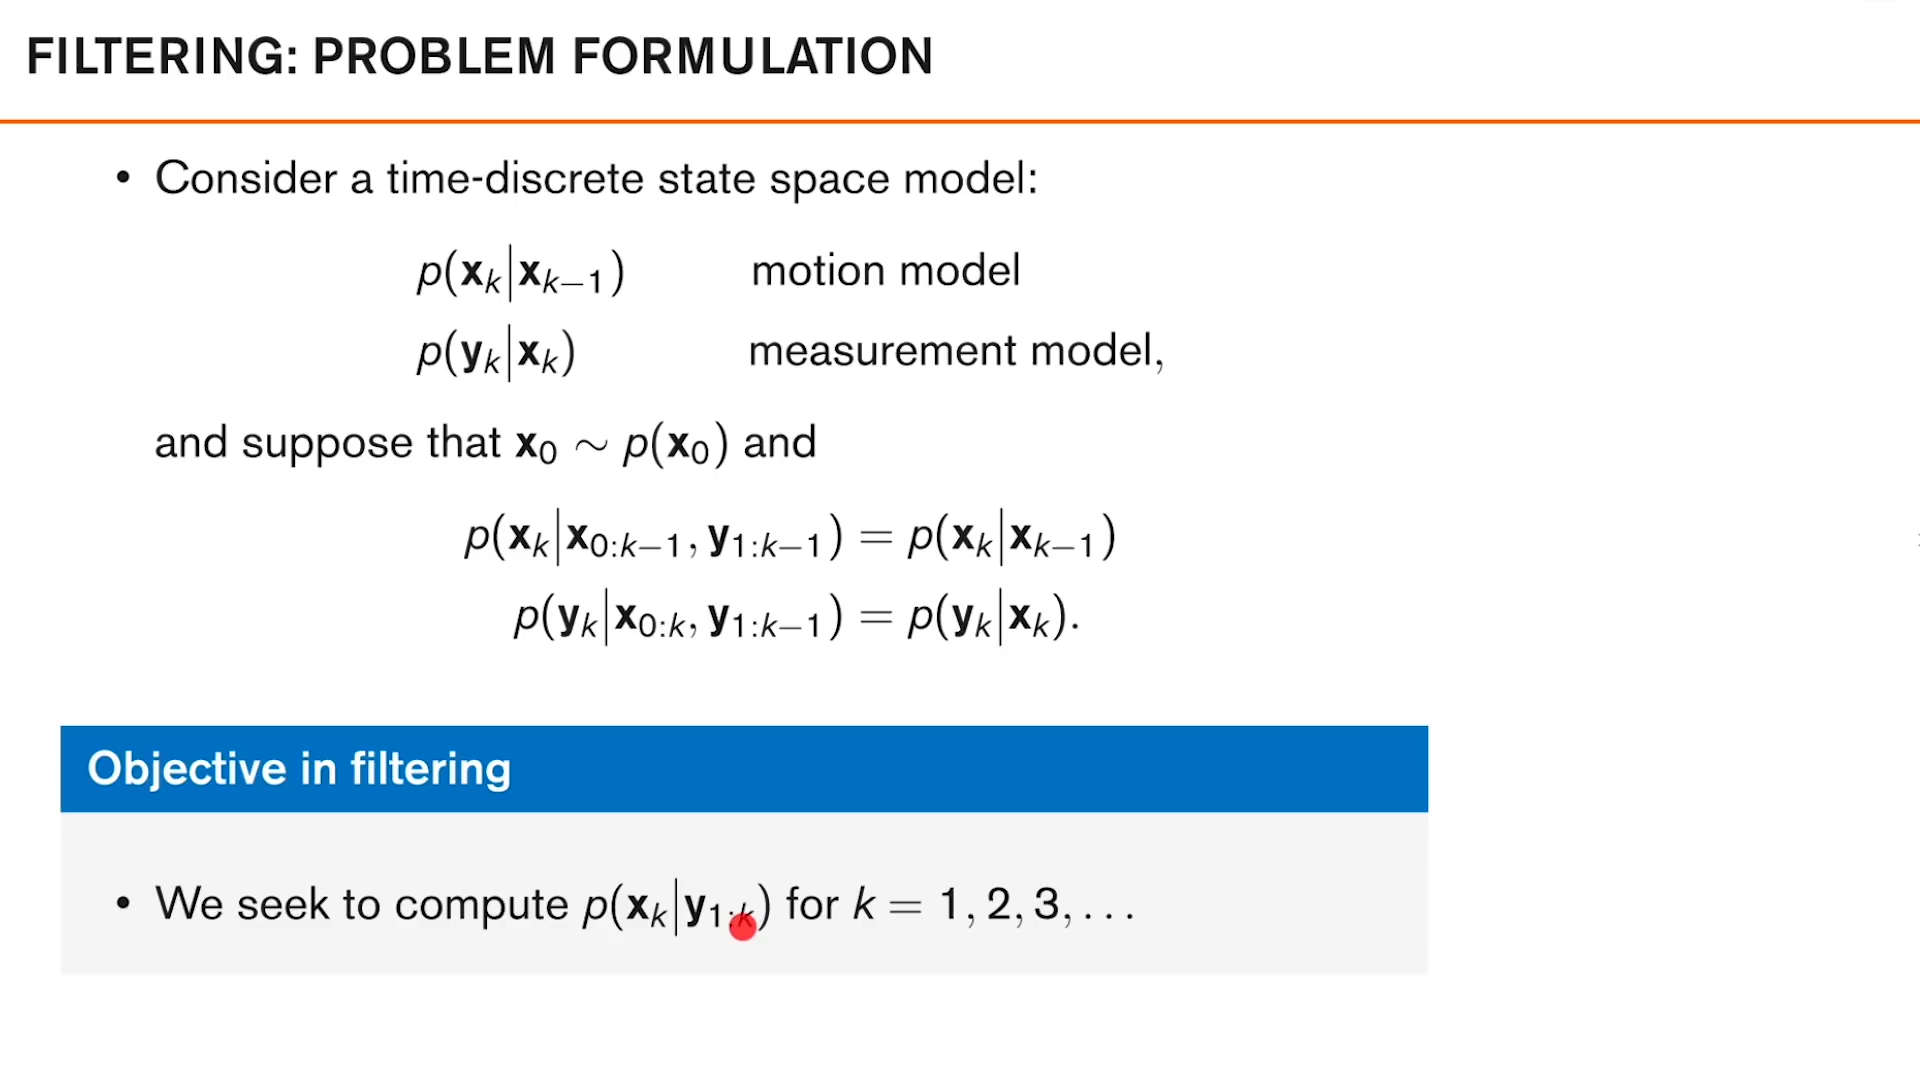 FILTERING: PROBLEM FORMULATION
• Consider a time-discrete state space model:
p(𝐱ₖ|𝐱ₖ₋₁) motion model
p(𝐲ₖ|𝐱ₖ) measurement model,
and suppose that 𝐱₀ ∼ p(𝐱₀) and
p(𝐱ₖ|𝐱₀:ₖ₋₁, 𝐲₁:ₖ₋₁) = p(𝐱ₖ|𝐱ₖ₋₁)
p(𝐲ₖ|𝐱₀:ₖ, 𝐲₁:ₖ₋₁) = p(𝐲ₖ|𝐱ₖ).
Objective in filtering
• We seek to compute p(𝐱ₖ|𝐲₁:ₖ) for k = 1, 2, 3, . . .